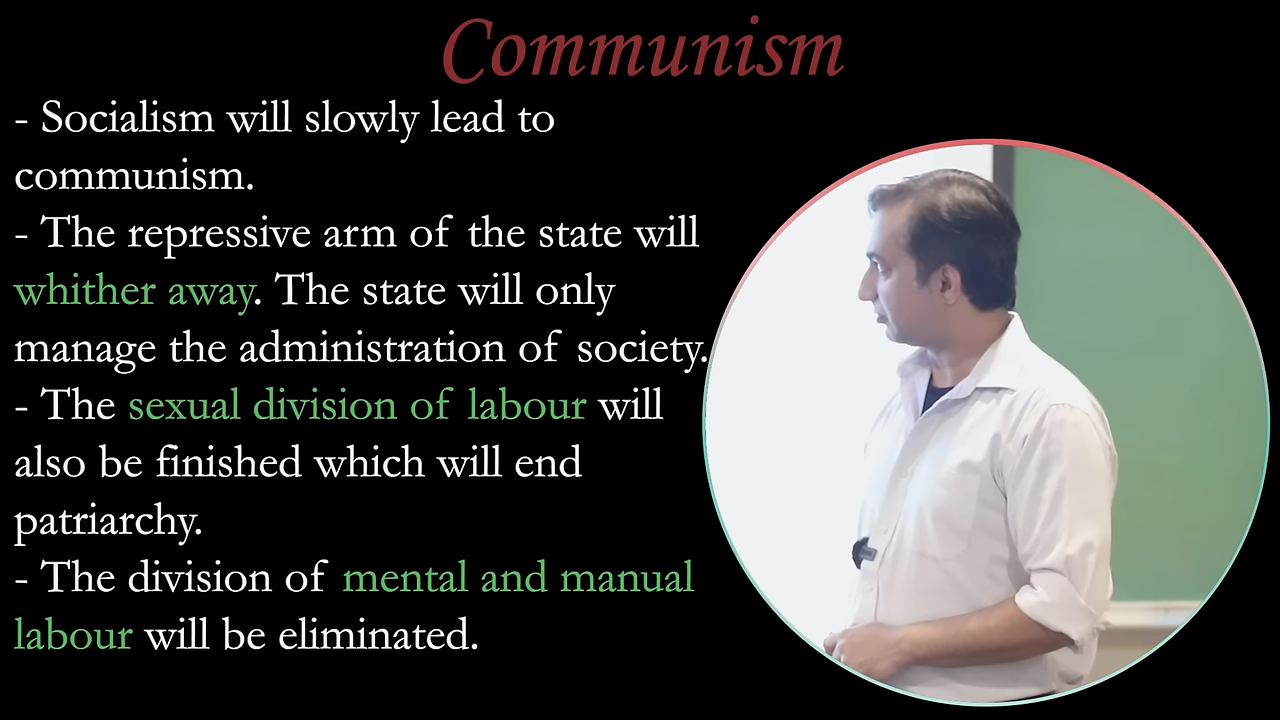 Communism
- Socialism will slowly lead to
communism.
- The repressive arm of the state will
whither away. The state will only
manage the administration of society.
- The sexual division of labour will
also be finished which will end
patriarchy.
- The division of mental and manual
labour will be eliminated.